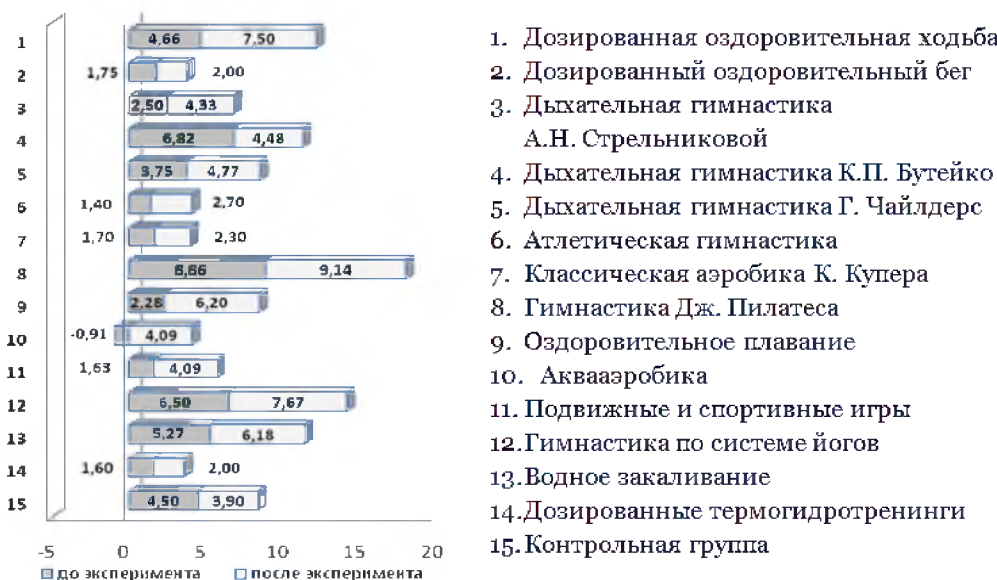 1 4,66 7,50
2 1,75 2,00
3 2,50 4,33
4 6,82 4,48
5 3,75 4,77
6 1,40 2,70
7 1,70 2,30
8 9,14
9 2,28 6,20
10 -0,91 4,09
11 1,63 4,09
12 6,50 7,67
13 5,27 6,18
14 1,60 2,00
15 4,50 3,90
-5 0 5 10 15 20
до эксперимента после эксперимента
1. Дозированная оздоровительная ходьба
2. Дозированный оздоровительный бег
3. Дыхательная гимнастика
А.Н. Стрельниковой
4. Дыхательная гимнастика К.П. Бутейко
5. Дыхательная гимнастика Г. Чайлдерс
6. Атлетическая гимнастика
7. Классическая аэробика К. Купера
8. Гимнастика Дж. Пилатеса
9. Оздоровительное плавание
10. Аквааэробика
11. Подвижные и спортивные игры
12. Гимнастика по системе йогов
13. Водное закаливание
14. Дозированные термогидротренинги
15. Контрольная группа